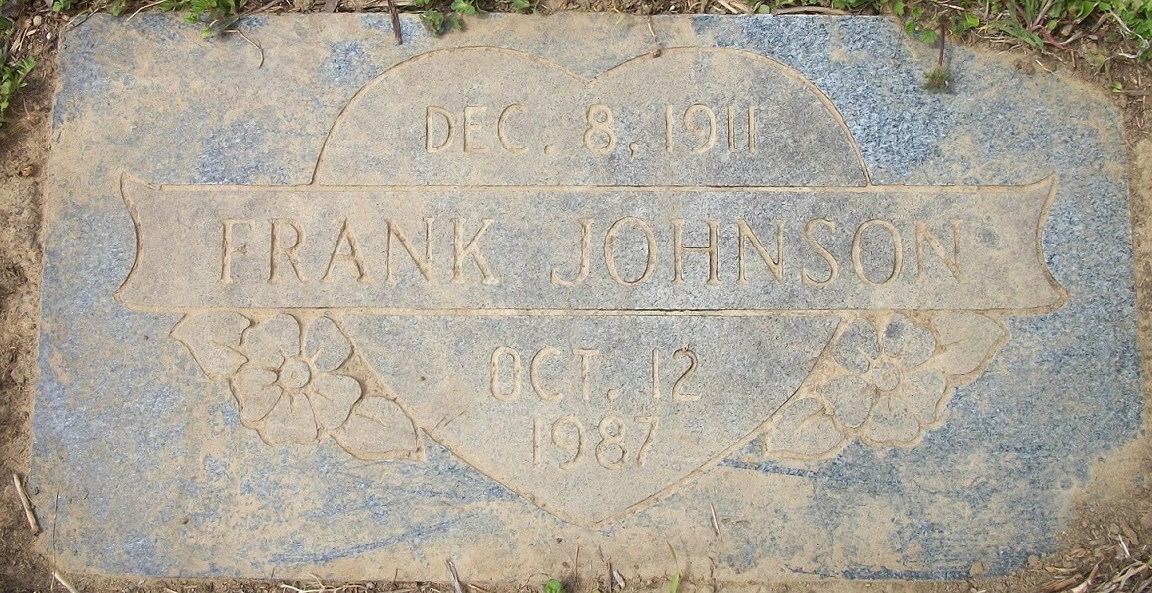 DEC. 8, 1911
FRANK JOHNSON
OCT. 12
1987